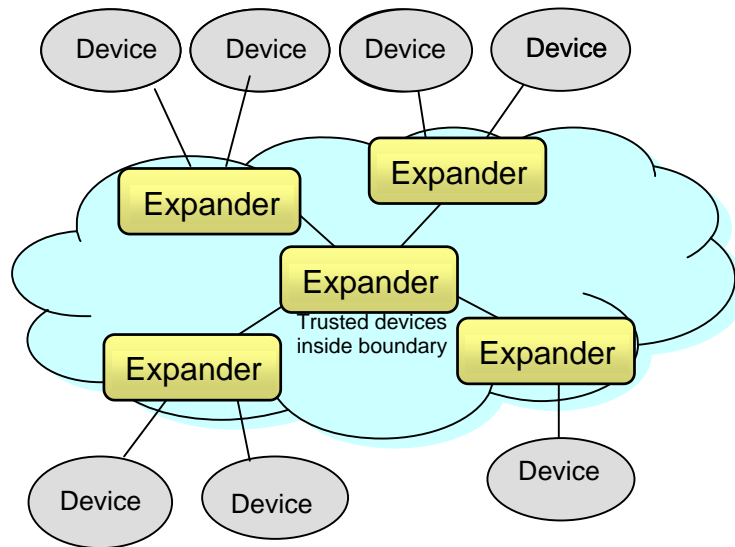 Device
Device
Device
Device
Expander
Expander
Expander
Trusted devices
inside boundary
Expander
Expander
Device
Device
Device